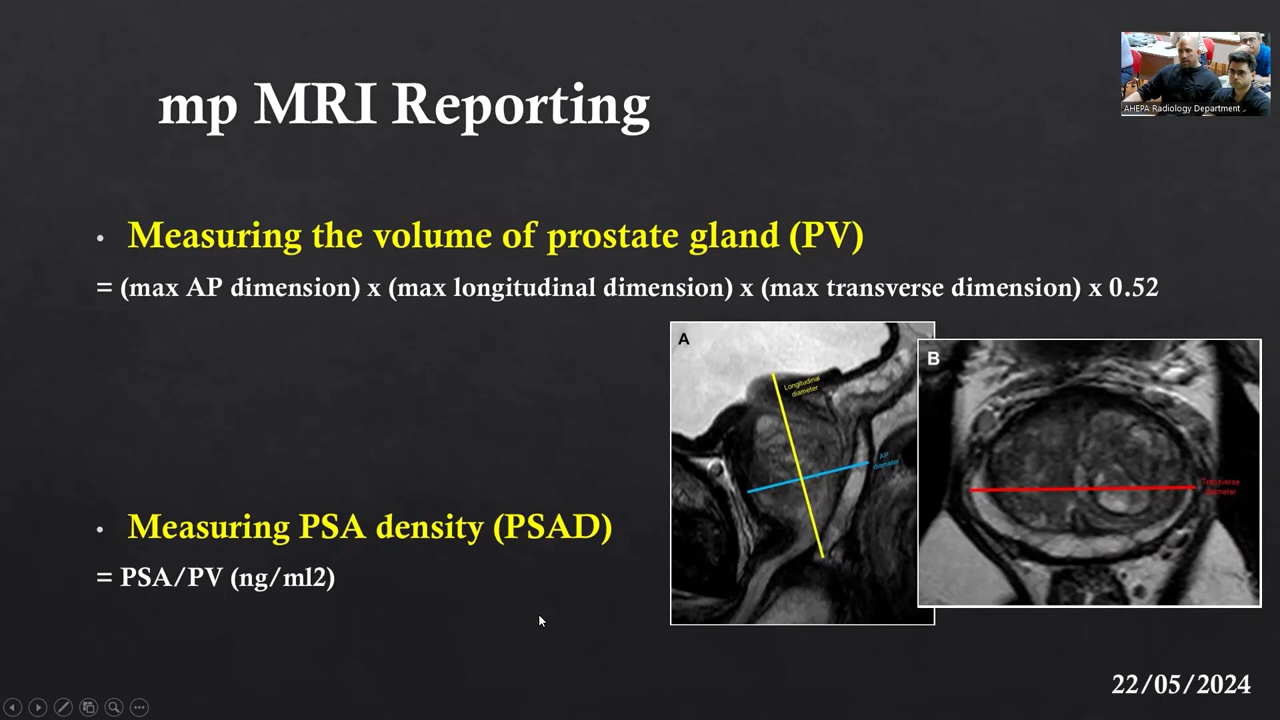 AHEPA Radiology Department
mp MRI Reporting
• Measuring the volume of prostate gland (PV)
= (max AP dimension) x (max longitudinal dimension) x (max transverse dimension) x 0.52
A
Longitudinal
diameter
AP
diameter
B
Transverse
diameter
• Measuring PSA density (PSAD)
= PSA/PV (ng/ml2)
22/05/2024